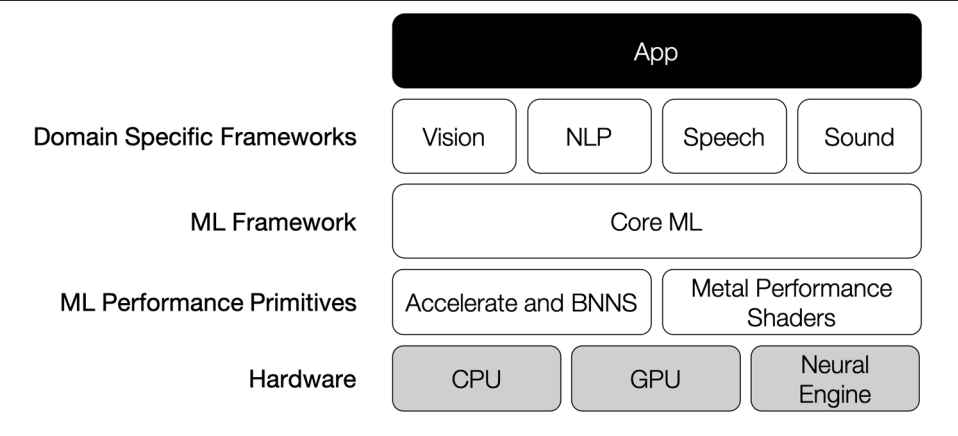 App
Domain Specific Frameworks
Vision
NLP
Speech
Sound
ML Framework
Core ML
ML Performance Primitives
Accelerate and BNNS
Metal Performance
Shaders
Hardware
CPU
GPU
Neural
Engine